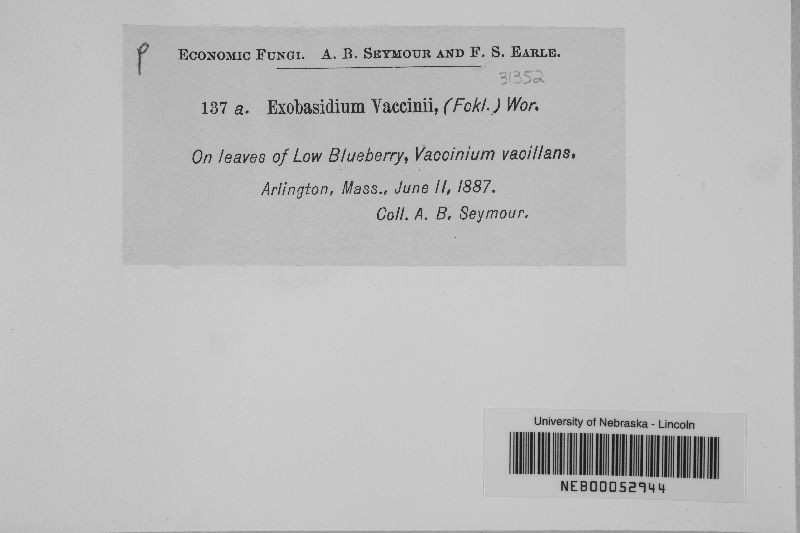 P
ECONOMIC FUNGI. A. B. SEYMOUR AND F. S. EARLE.
31352
137 a. Exobasidium Vaccinii, (Fckl.) Wor.
On leaves of Low Blueberry, Vaccinium vacillans.
Arlington, Mass., June 11, 1887.
Coll. A. B. Seymour.
University of Nebraska - Lincoln
NEB00052944